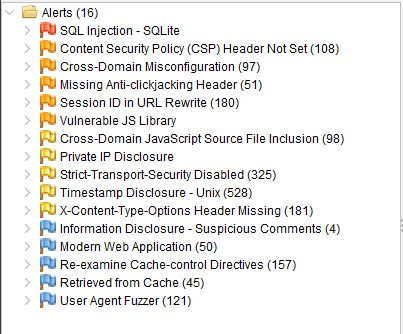 Alerts (16)
SQL Injection - SQLite
Content Security Policy (CSP) Header Not Set (108)
Cross-Domain Misconfiguration (97)
Missing Anti-clickjacking Header (51)
Session ID in URL Rewrite (180)
Vulnerable JS Library
Cross-Domain JavaScript Source File Inclusion (98)
Private IP Disclosure
Strict-Transport-Security Disabled (325)
Timestamp Disclosure - Unix (528)
X-Content-Type-Options Header Missing (181)
Information Disclosure - Suspicious Comments (4)
Modern Web Application (50)
Re-examine Cache-control Directives (157)
Retrieved from Cache (45)
User Agent Fuzzer (121)